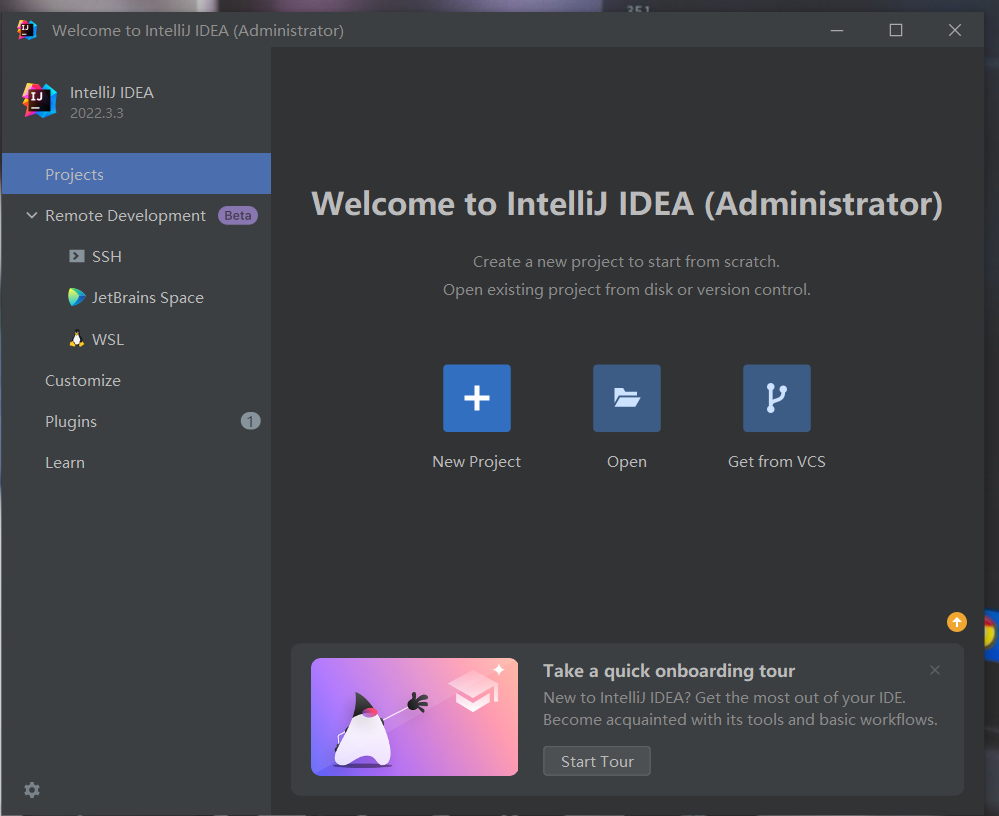 351
Welcome to IntelliJ IDEA (Administrator)
IJ
IntelliJ IDEA
2022.3.3
Projects
Remote Development Beta
SSH
JetBrains Space
WSL
Customize
Plugins 1
Learn
Welcome to IntelliJ IDEA (Administrator)
Create a new project to start from scratch.
Open existing project from disk or version control.
New Project
Open
Get from VCS
Take a quick onboarding tour
New to IntelliJ IDEA? Get the most out of your IDE.
Become acquainted with its tools and basic workflows.
Start Tour